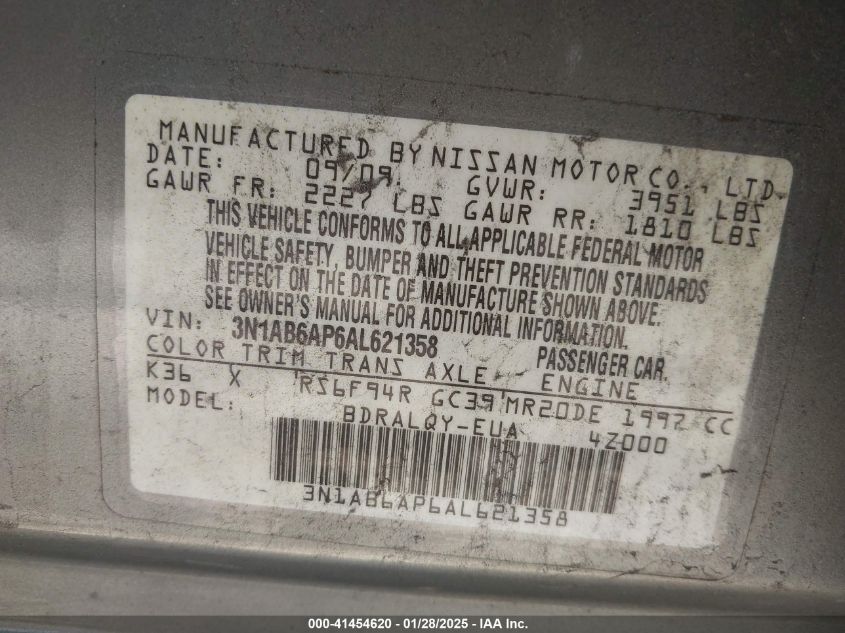 MANUFACTURED BY NISSAN MOTOR CO., LTD.
DATE: 09/09 GVWR: 3951 LBS
GAWR FR: 2227 LBS GAWR RR: 1810 LBS
THIS VEHICLE CONFORMS TO ALL APPLICABLE FEDERAL MOTOR
VEHICLE SAFETY, BUMPER AND THEFT PREVENTION STANDARDS
IN EFFECT ON THE DATE OF MANUFACTURE SHOWN ABOVE.
SEE OWNER'S MANUAL FOR ADDITIONAL INFORMATION.
VIN: 3N1AB6AP6AL621358 PASSENGER CAR
COLOR TRIM TRANS AXLE ENGINE
K36 X RS6F94R GC39 MR20DE 1997 CC
MODEL: BDRALQY-EUA 4Z000
3N1AB6AP6AL621358
000-41454620 - 01/28/2025 - IAA Inc.